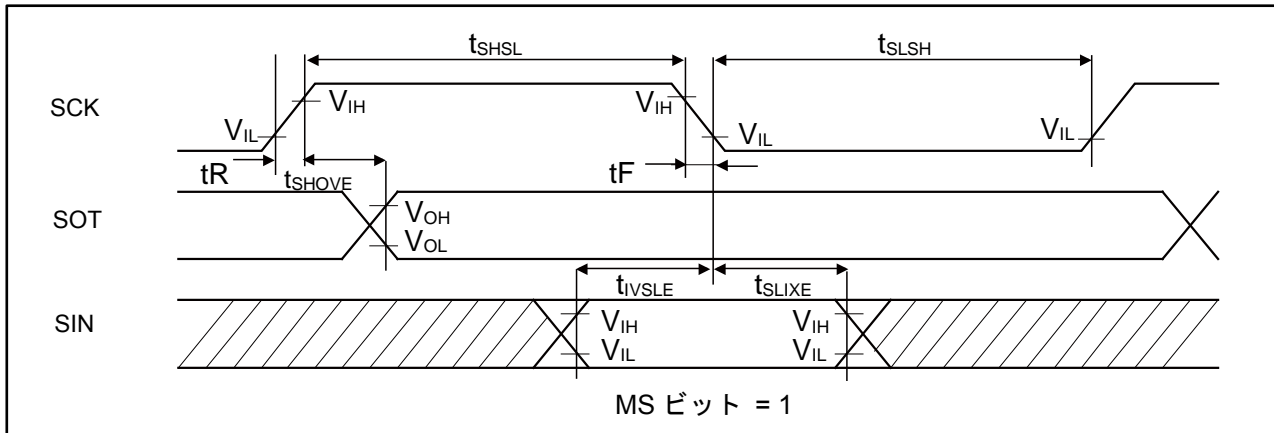 tSHSL
tSLSH
SCK
VIH
VIH
VIL
VIL
VIL
tR
tSHOVE
tF
SOT
VOH
VOL
tIVSLE
tSLIXE
SIN
VIH
VIH
VIL
VIL
MS ビット = 1